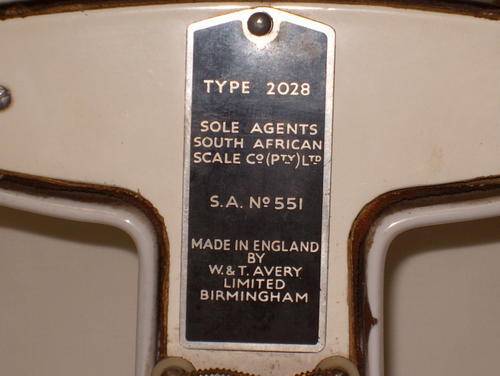 TYPE 2028
SOLE AGENTS
SOUTH AFRICAN
SCALE Cº (PTY) LTD
S.A. Nº 551
MADE IN ENGLAND
BY
W. & T. AVERY
LIMITED
BIRMINGHAM